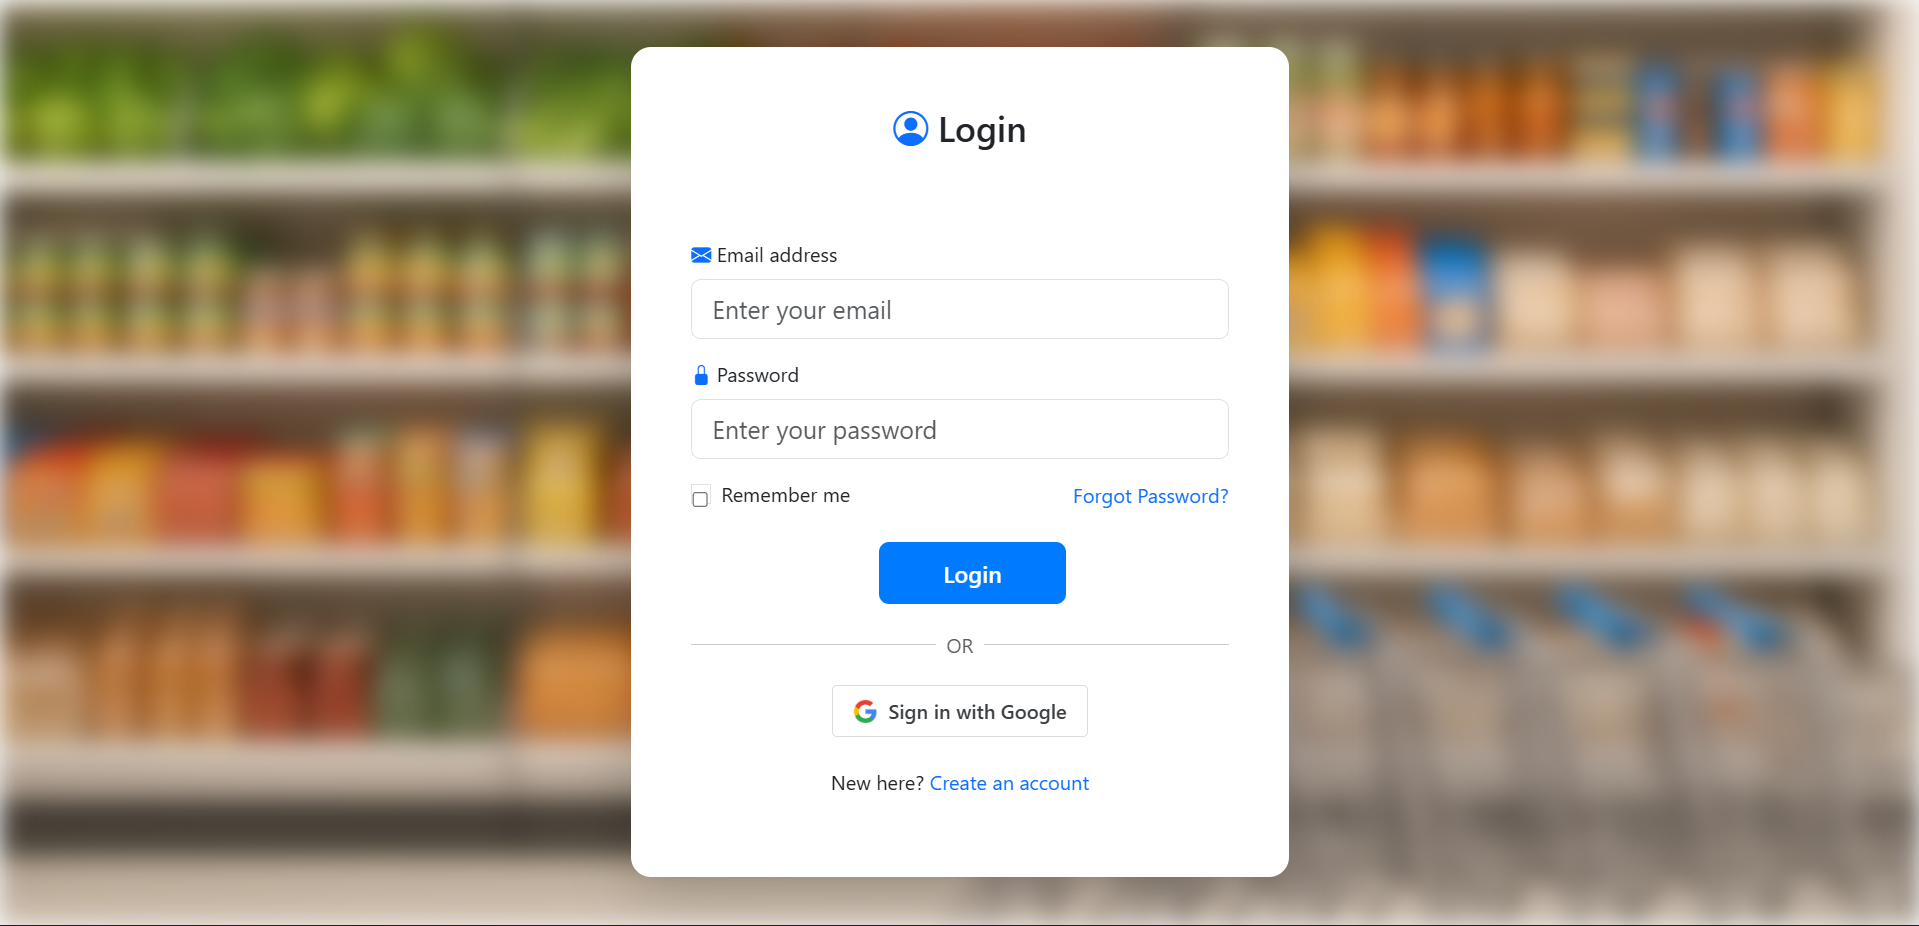 Login
Email address
Enter your email
Password
Enter your password
Remember me Forgot Password?
Login
OR
Sign in with Google
New here? Create an account